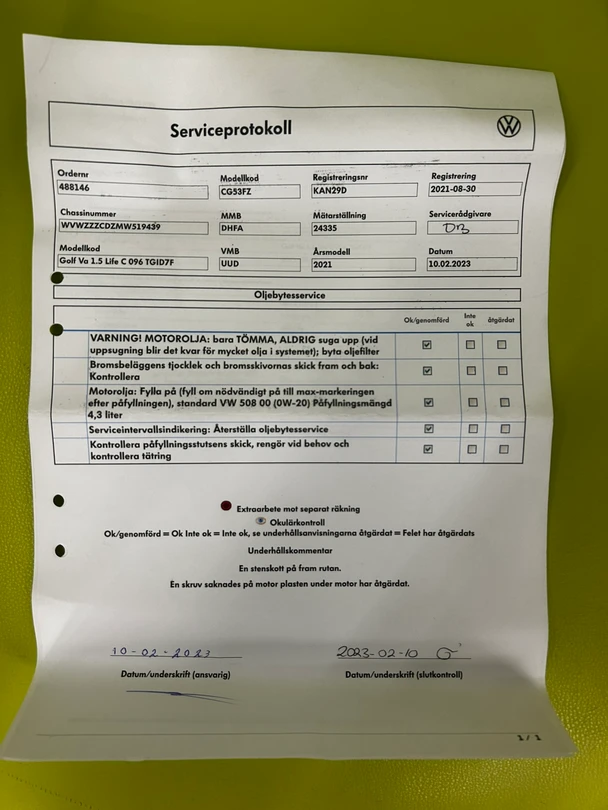 Serviceprotokoll
Ordernr
Modellkod
Registreringsnr
Registrering
488146
CG53FZ
KAN29D
2021-08-30
Chassinummer
MMB
Mätarställning
Servicerådgivare
WVWZZZCDZMW519439
DHFA
24335
DB
Modellkod
VMB
Årsmodell
Datum
Golf Va 1.5 Life C 096 TGID7F
UUD
2021
10.02.2023
Oljebytesservice
Ok/genomförd
Inte
ok
åtgärdat
VARNING! MOTOROLJA: bara TÖMMA, ALDRIG suga upp (vid
uppsugning blir det kvar för mycket olja i systemet); byta oljefilter
Bromsbeläggens tjocklek och bromsskivornas skick fram och bak:
Kontrollera
Motorolja: Fylla på (fyll om nödvändigt på till max-markeringen
efter påfyllningen), standard VW 508 00 (0W-20) Påfyllningsmängd
4,3 liter
Serviceintervallsindikering: Återställa oljebytesservice
Kontrollera påfyllningsstutsens skick, rengör vid behov och
kontrollera tätring
Extraarbete mot separat räkning
Okulärkontroll
Ok/genomförd = Ok Inte ok = Inte ok, se underhållsanvisningarna åtgärdat = Felet har åtgärdats
Underhållskommentar
En stenskott på fram rutan.
En skruv saknades på motor plasten under motor har åtgärdat.
10-02-2023
2023-02-10
Datum/underskrift (ansvarig)
Datum/underskrift (slutkontroll)
1 / 1